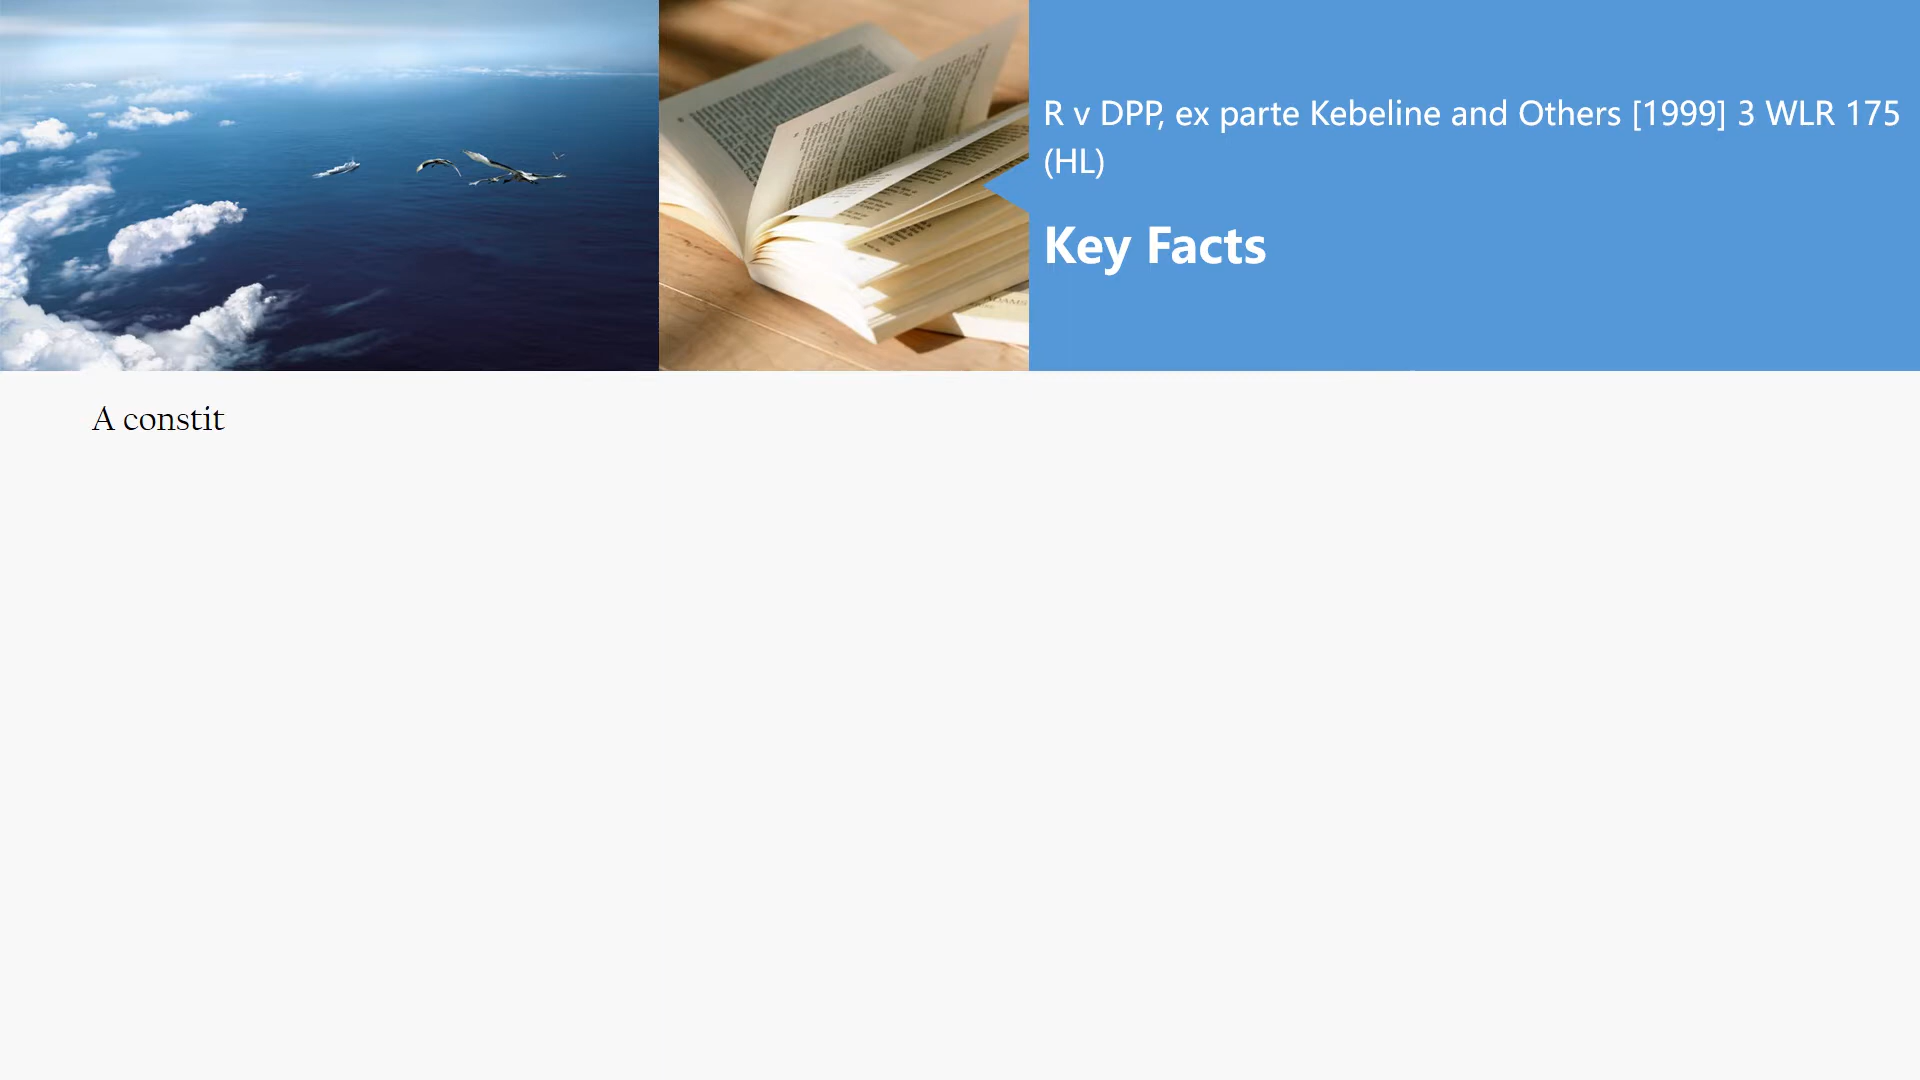 R v DPP, ex parte Kebeline and Others [1999] 3 WLR 175
(HL)
Key Facts
A constit